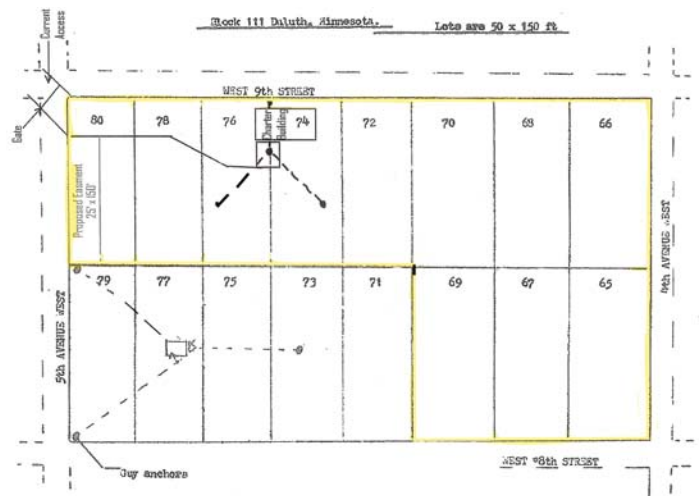 Block 111 Duluth, Minnesota.
Lots are 50 x 150 ft
Current
Access
Gate
WEST 9th STREET
80 78 76 74 72 70 68 66
Charter
Building
Proposed Easment
25' x 150'
79 77 75 73 71 69 67 65
5th AVENUE WEST
4th AVENUE WEST
Guy anchors
WEST 8th STREET